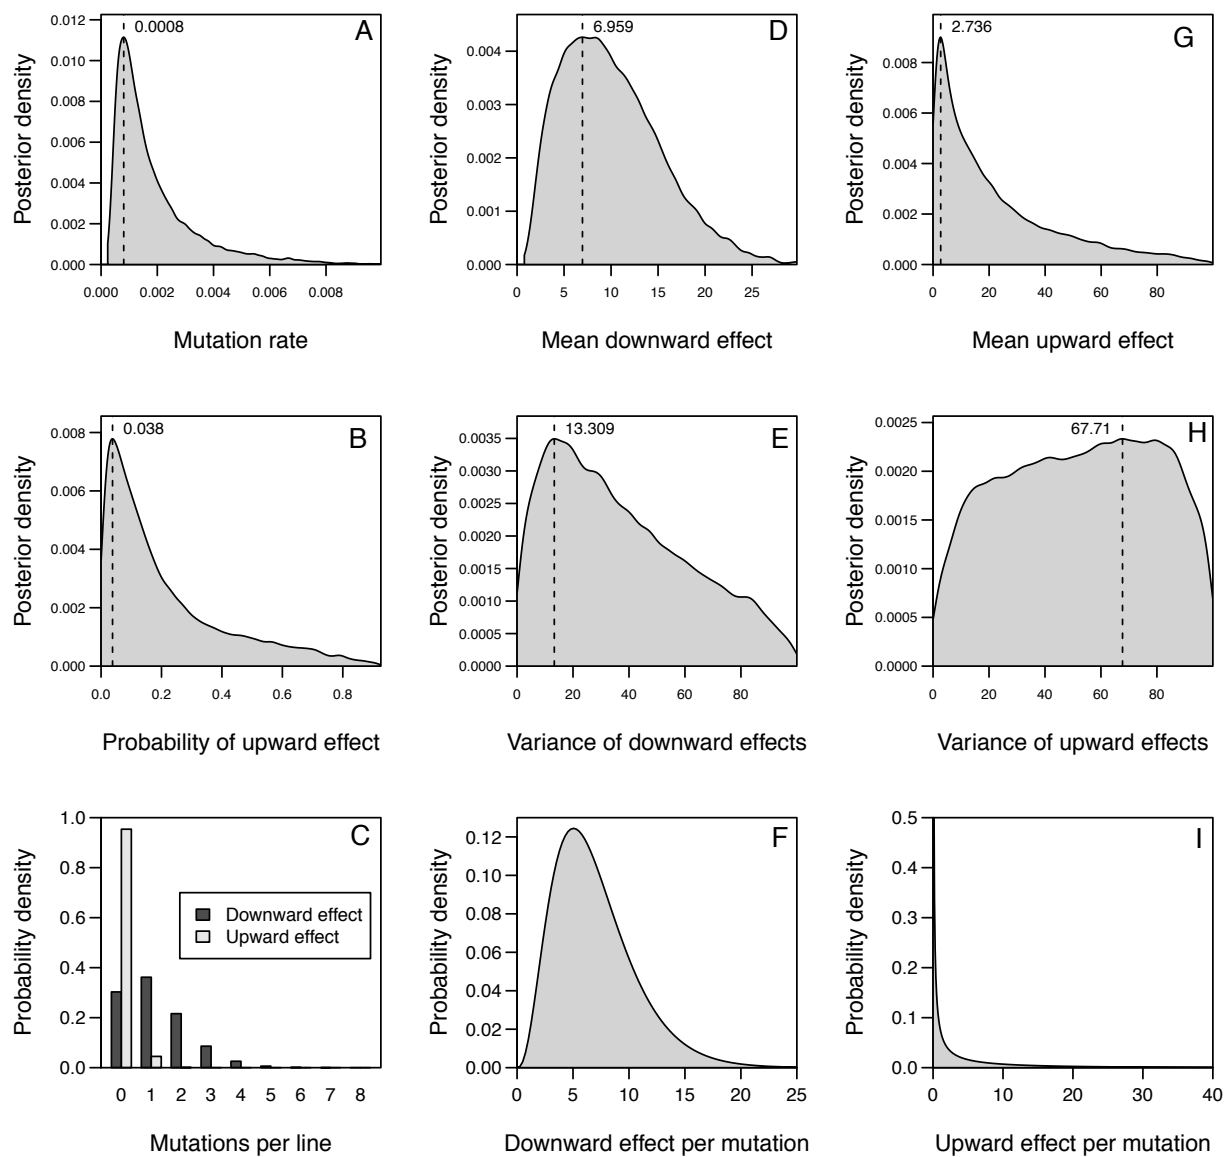 A
0.0008
Posterior density
0.012
0.010
0.008
0.006
0.004
0.002
0.000
0.000 0.002 0.004 0.006 0.008
Mutation rate
D
6.959
Posterior density
0.004
0.003
0.002
0.001
0.000
0 5 10 15 20 25
Mean downward effect
G
2.736
Posterior density
0.008
0.006
0.004
0.002
0.000
0 20 40 60 80
Mean upward effect
B
0.038
Posterior density
0.008
0.006
0.004
0.002
0.000
0.0 0.2 0.4 0.6 0.8
Probability of upward effect
E
13.309
Posterior density
0.0035
0.0030
0.0025
0.0020
0.0015
0.0010
0.0005
0.0000
0 20 40 60 80
Variance of downward effects
H
67.71
Posterior density
0.0025
0.0020
0.0015
0.0010
0.0005
0.0000
0 20 40 60 80
Variance of upward effects
C
Probability density
1.0
0.8
0.6
0.4
0.2
0.0
Downward effect
Upward effect
0 1 2 3 4 5 6 7 8
Mutations per line
F
Probability density
0.12
0.10
0.08
0.06
0.04
0.02
0.00
0 5 10 15 20 25
Downward effect per mutation
I
Probability density
0.5
0.4
0.3
0.2
0.1
0.0
0 10 20 30 40
Upward effect per mutation